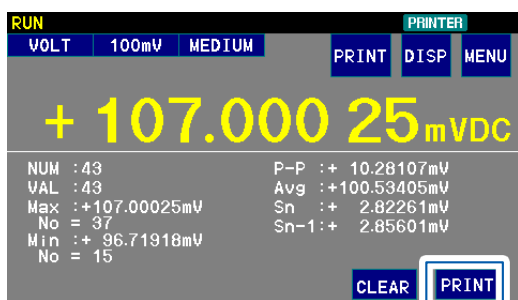 RUN PRINTER
VOLT 100mV MEDIUM PRINT DISP MENU
+ 107.000 25 mVDC
NUM :43 P-P :+ 10.28107mV
VAL :43 Avg :+100.53405mV
Max :+107.00025mV Sn :+ 2.82261mV
No = 37 Sn-1:+ 2.85601mV
Min :+ 96.71918mV
No = 15
CLEAR PRINT